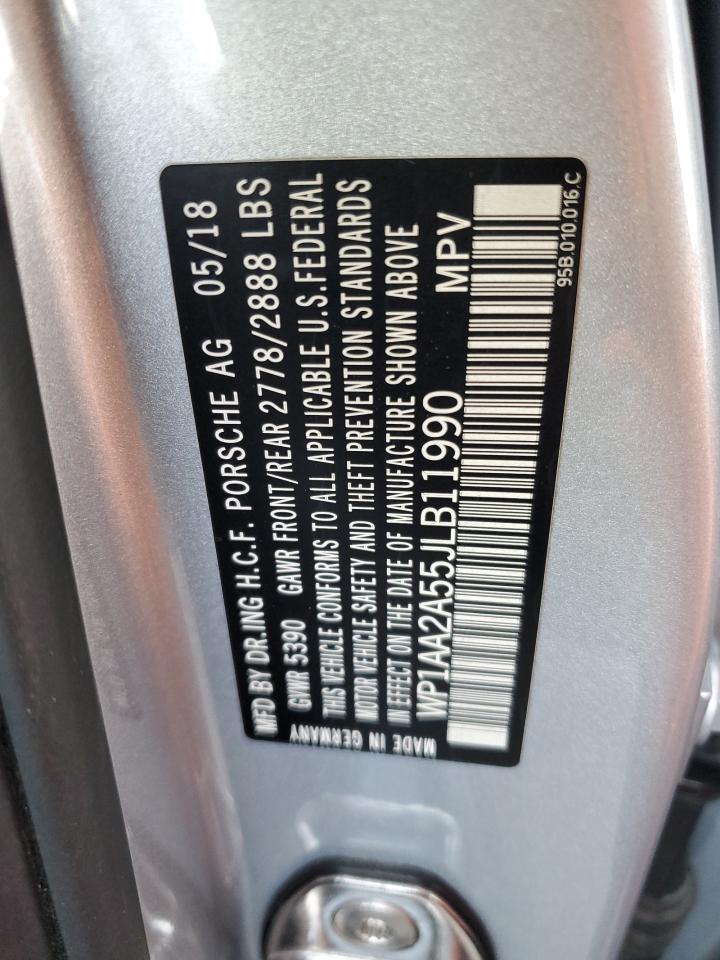 MFD BY DR.ING H.C.F. PORSCHE AG 05/18
GVWR 5390 GAWR FRONT/REAR 2778/2888 LBS
THIS VEHICLE CONFORMS TO ALL APPLICABLE U.S.FEDERAL
MOTOR VEHICLE SAFETY AND THEFT PREVENTION STANDARDS
IN EFFECT ON THE DATE OF MANUFACTURE SHOWN ABOVE
WP1AA2A55JLB11990 MPV
MADE IN GERMANY
95B.010.016.C